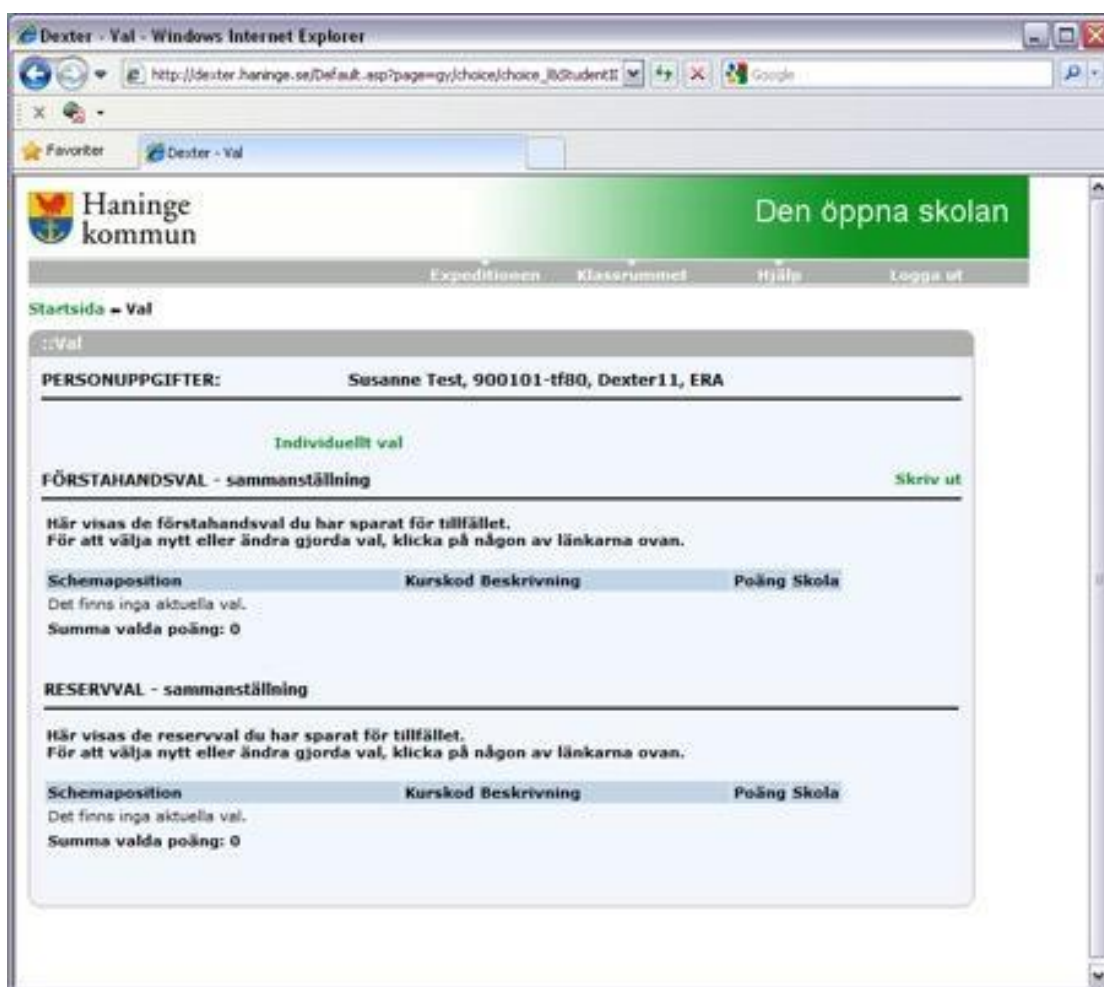 Dexter - Val - Windows Internet Explorer
http://dexter.haninge.se/Default.asp?page=gy/choice/choice_
Google
Favoriter Dexter - Val
Haninge
kommun
Den öppna skolan
Expeditionen Klassrummet Hjälp Logga ut
Startsida - Val
::Val
PERSONUPPGIFTER: Susanne Test, 900101-tf80, Dexter11, ERA
Individuellt val
FÖRSTAHANDSVAL - sammanställning Skriv ut
Här visas de förstahandsval du har sparat för tillfället.
För att välja nytt eller ändra gjorda val, klicka på någon av länkarna ovan.
Schemaposition Kurskod Beskrivning Poäng Skola
Det finns inga aktuella val.
Summa valda poäng: 0
RESERVVAL - sammanställning
Här visas de reservval du har sparat för tillfället.
För att välja nytt eller ändra gjorda val, klicka på någon av länkarna ovan.
Schemaposition Kurskod Beskrivning Poäng Skola
Det finns inga aktuella val.
Summa valda poäng: 0